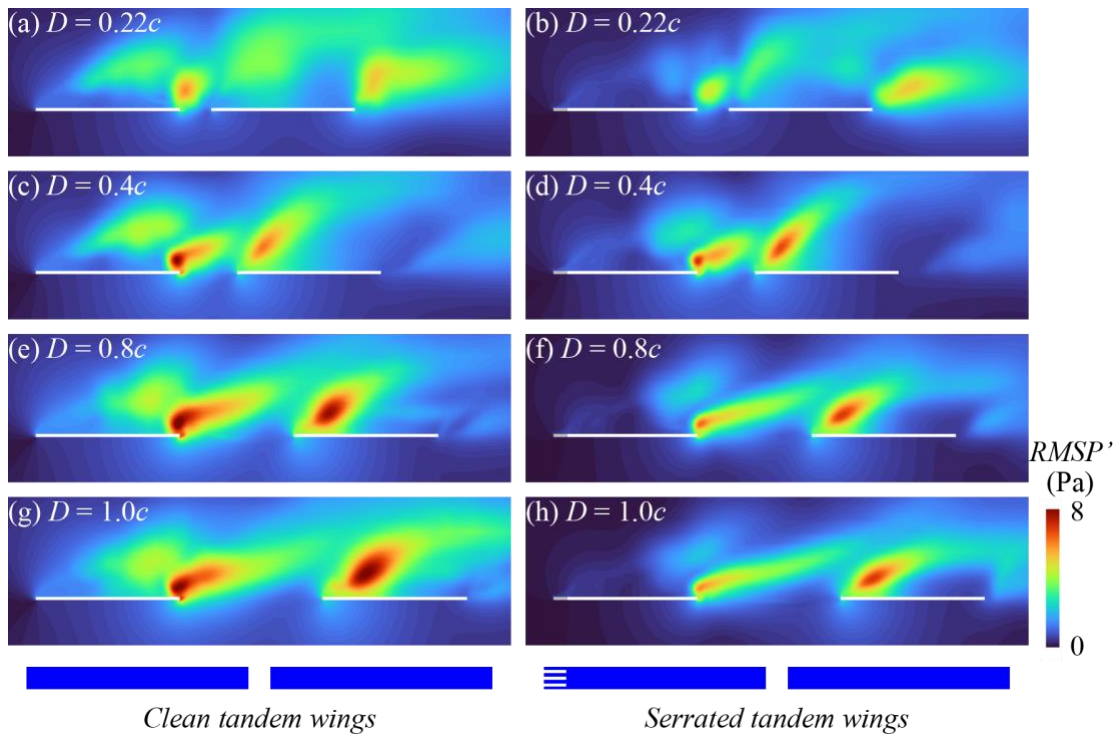 (a) D = 0.22c
(b) D = 0.22c
(c) D = 0.4c
(d) D = 0.4c
(e) D = 0.8c
(f) D = 0.8c
(g) D = 1.0c
(h) D = 1.0c
RMSP’
(Pa)
8
0
Clean tandem wings
Serrated tandem wings